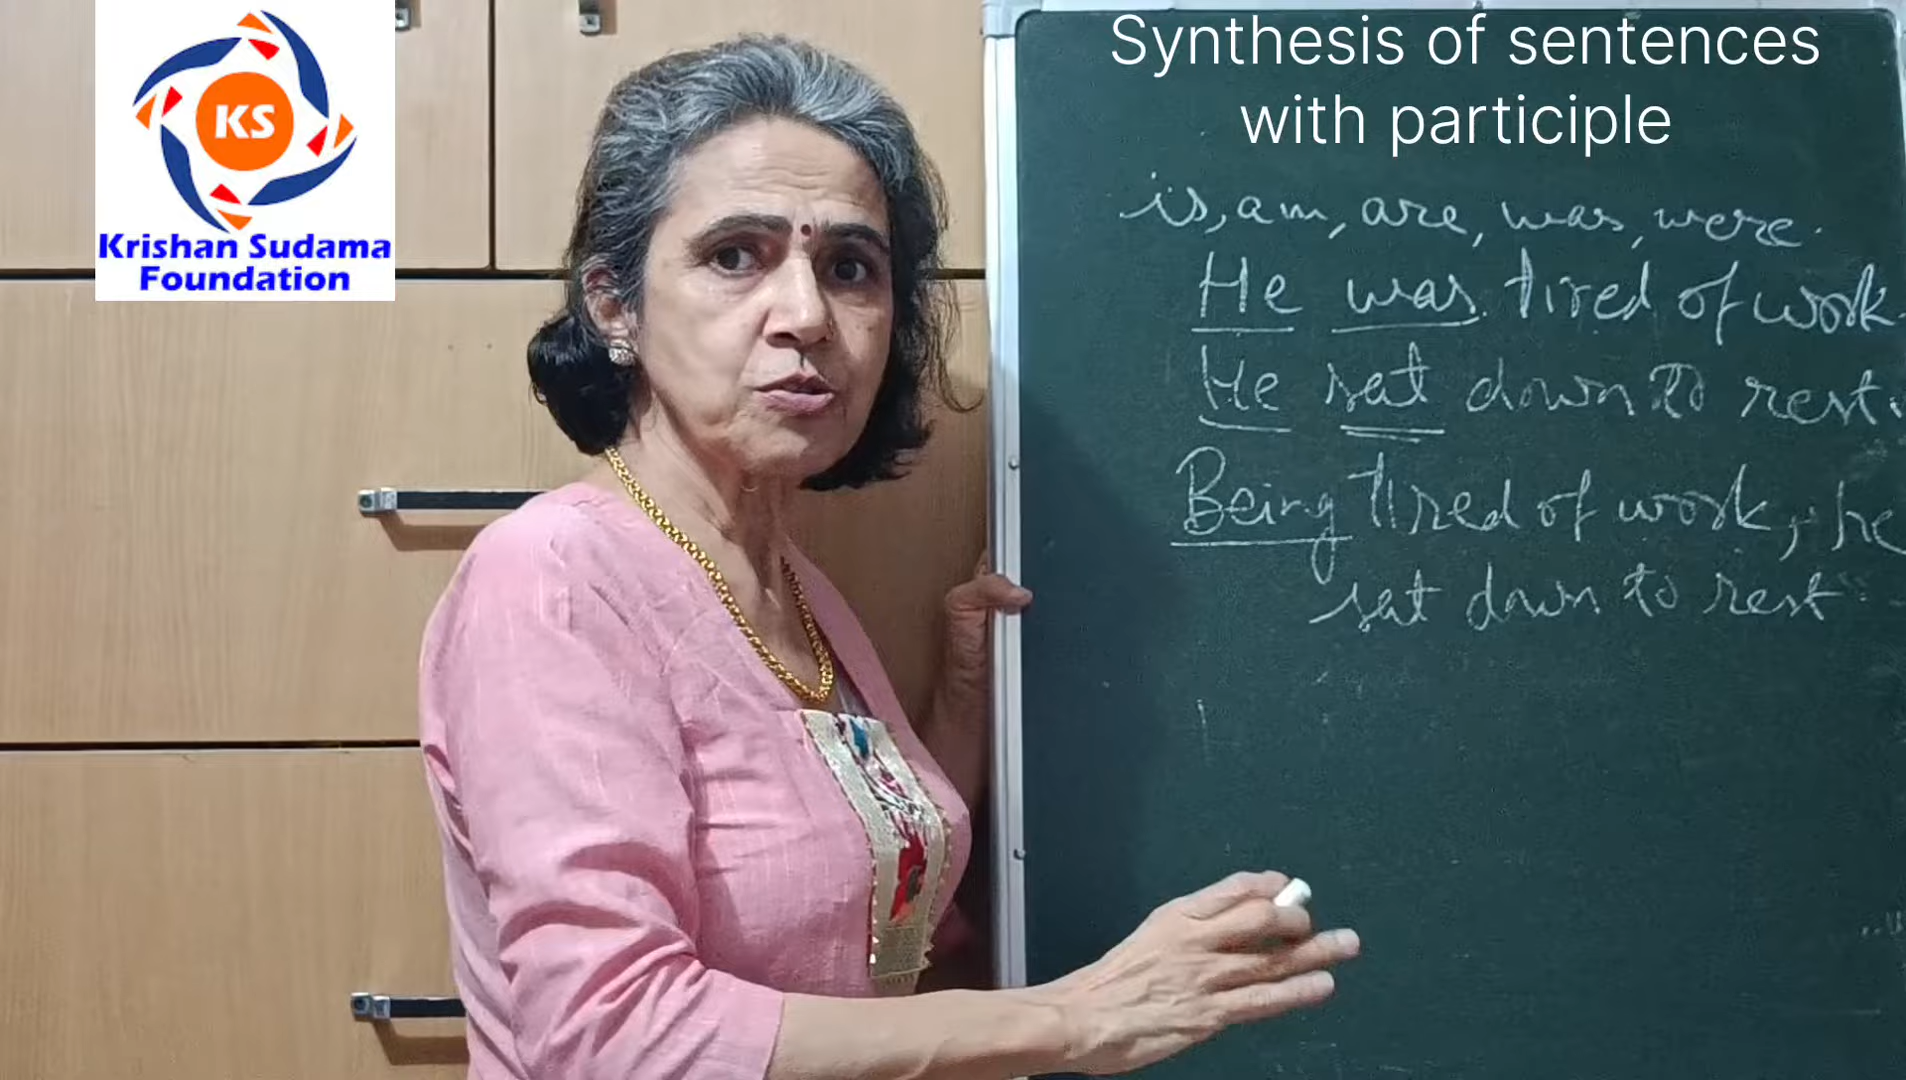 KS
Krishan Sudama
Foundation
Synthesis of sentences
with participle
is, am, are, was, were.
He was tired of work.
He sat down to rest.
Being tired of work, he
sat down to rest